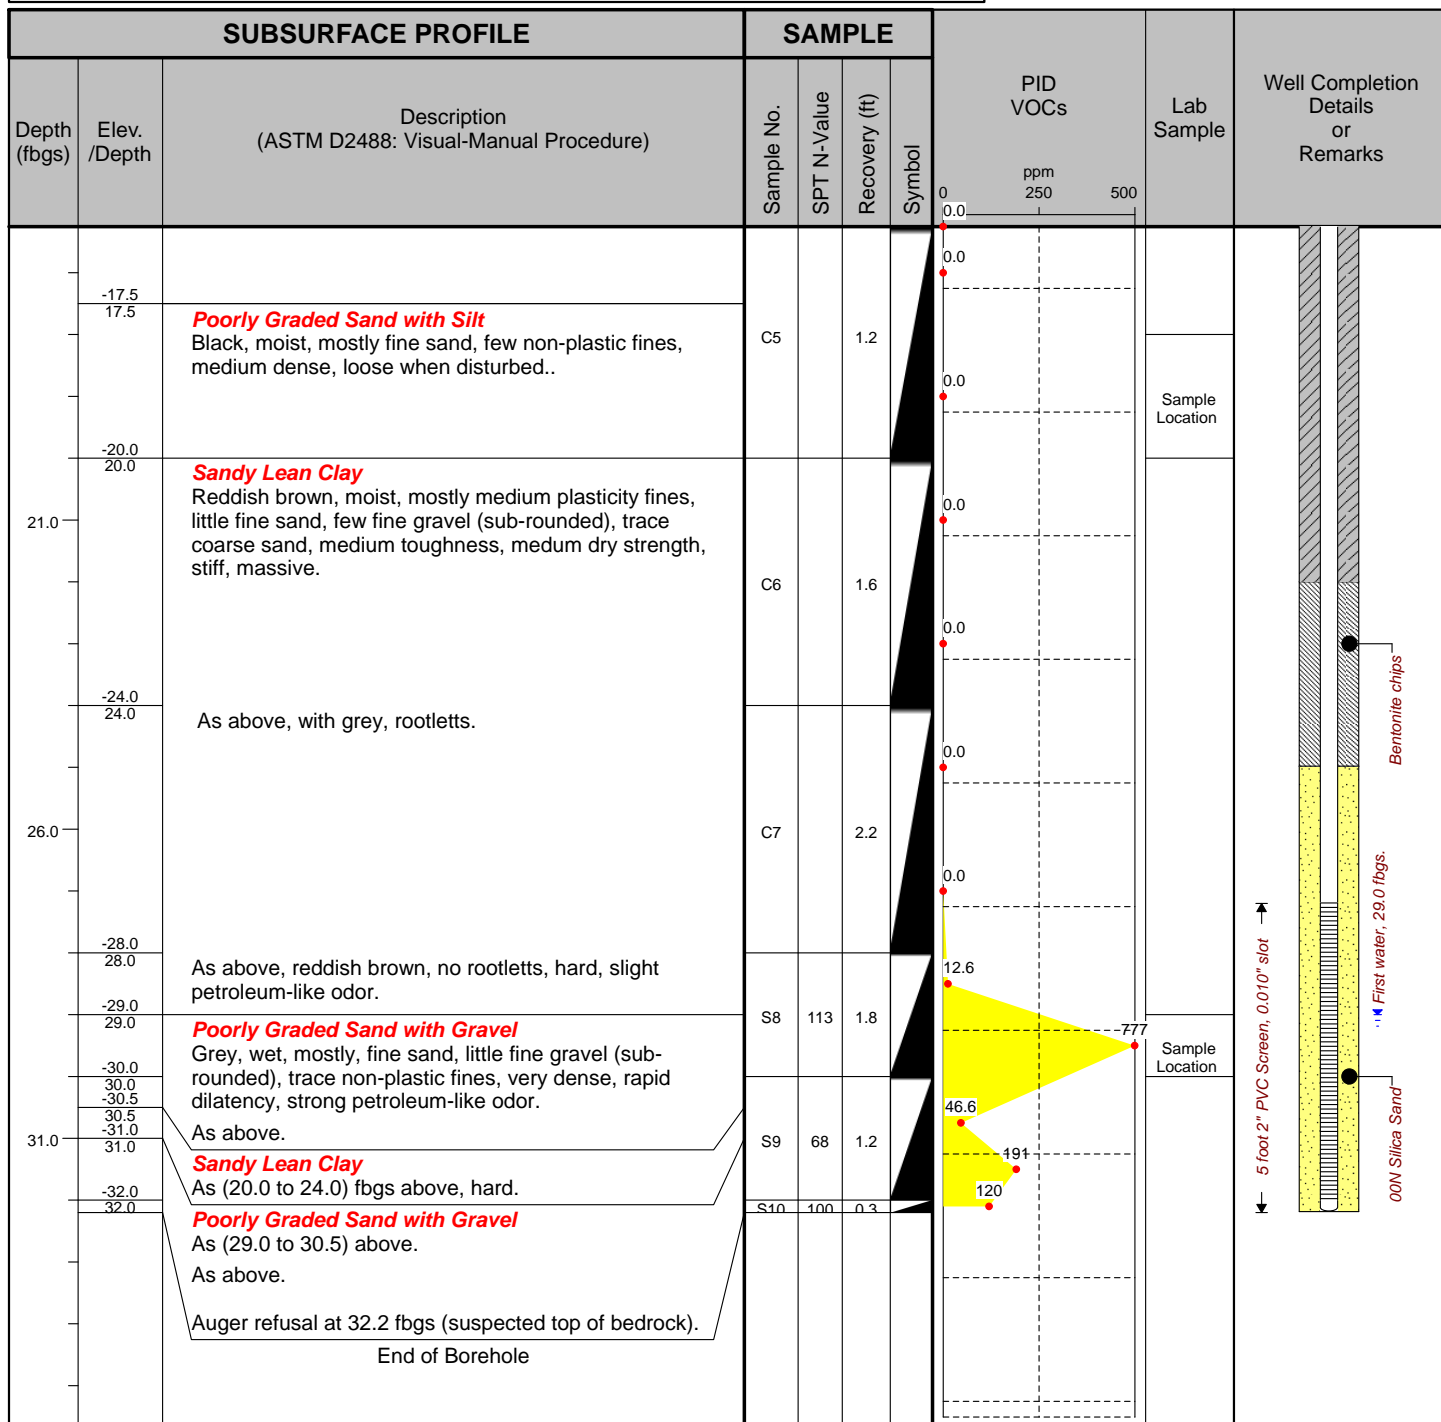 SUBSURFACE PROFILE
SAMPLE
Depth
(fbgs)
Elev.
/Depth
Description
(ASTM D2488: Visual-Manual Procedure)
Sample No.
SPT N-Value
Recovery (ft)
Symbol
PID
VOCs
ppm
0 250 500
Lab
Sample
Well Completion
Details
or
Remarks
0.0
0.0
-17.5
17.5
Poorly Graded Sand with Silt
Black, moist, mostly fine sand, few non-plastic fines,
medium dense, loose when disturbed..
C5 1.2
0.0
Sample
Location
-20.0
20.0
Sandy Lean Clay
Reddish brown, moist, mostly medium plasticity fines,
little fine sand, few fine gravel (sub-rounded), trace
coarse sand, medium toughness, medum dry strength,
stiff, massive.
21.0
C6 1.6
0.0
0.0
Bentonite chips
-24.0
24.0
As above, with grey, rootletts.
0.0
26.0
C7 2.2
0.0
-28.0
28.0
As above, reddish brown, no rootletts, hard, slight
petroleum-like odor.
12.6
First water, 29.0 fbgs.
5 foot 2" PVC Screen, 0.010" slot
-29.0
29.0
S8 113 1.8
Poorly Graded Sand with Gravel
Grey, wet, mostly, fine sand, little fine gravel (sub-
rounded), trace non-plastic fines, very dense, rapid
dilatency, strong petroleum-like odor.
777
Sample
Location
-30.0
30.0
-30.5
30.5
As above.
46.6
00N Silica Sand
31.0
-31.0
31.0
S9 68 1.2
Sandy Lean Clay
As (20.0 to 24.0) fbgs above, hard.
191
-32.0
32.0
S10 100 0.3
120
Poorly Graded Sand with Gravel
As (29.0 to 30.5) above.
As above.
Auger refusal at 32.2 fbgs (suspected top of bedrock).
End of Borehole